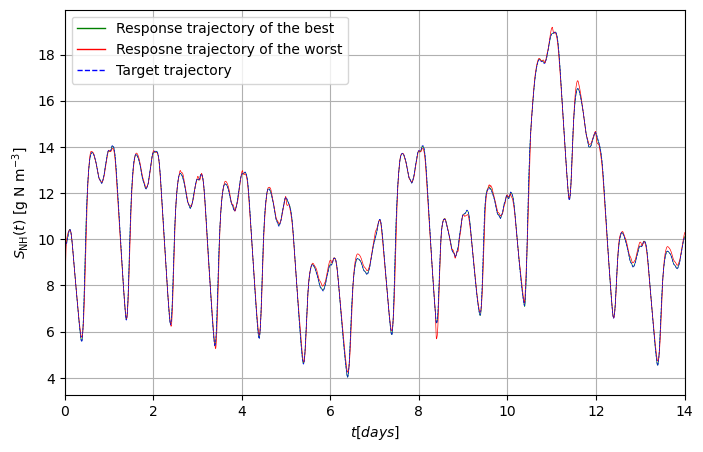 Response trajectory of the best
Resposne trajectory of the worst
Target trajectory
S_NH(t) [g N m⁻³]
18
16
14
12
10
8
6
4
0 2 4 6 8 10 12 14
t[days]